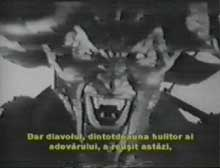 Dar diavolul, dintotdeauna hulitor al
adevărului, a reușit astăzi,